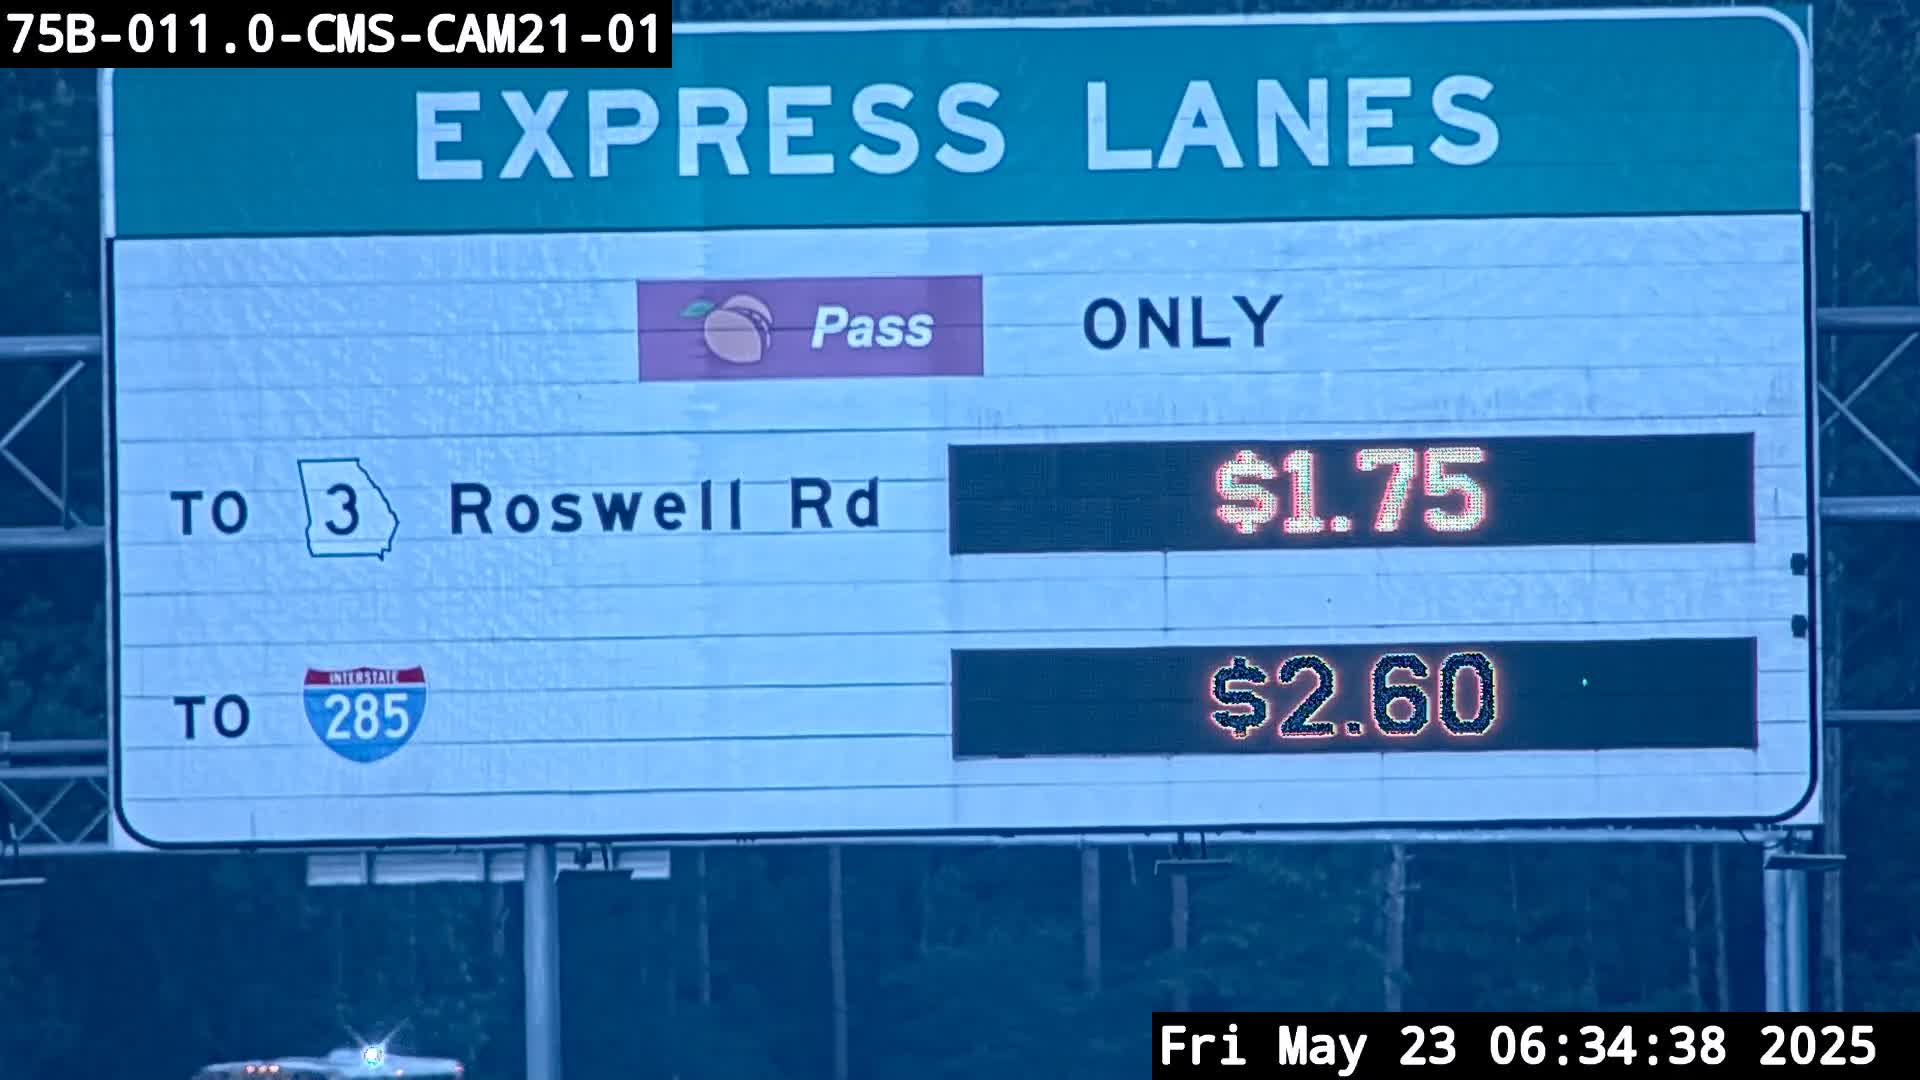 75B-011.0-CMS-CAM21-01
EXPRESS LANES
Pass ONLY
TO 3 Roswell Rd $1.75
INTERSTATE
TO 285 $2.60
Fri May 23 06:34:38 2025